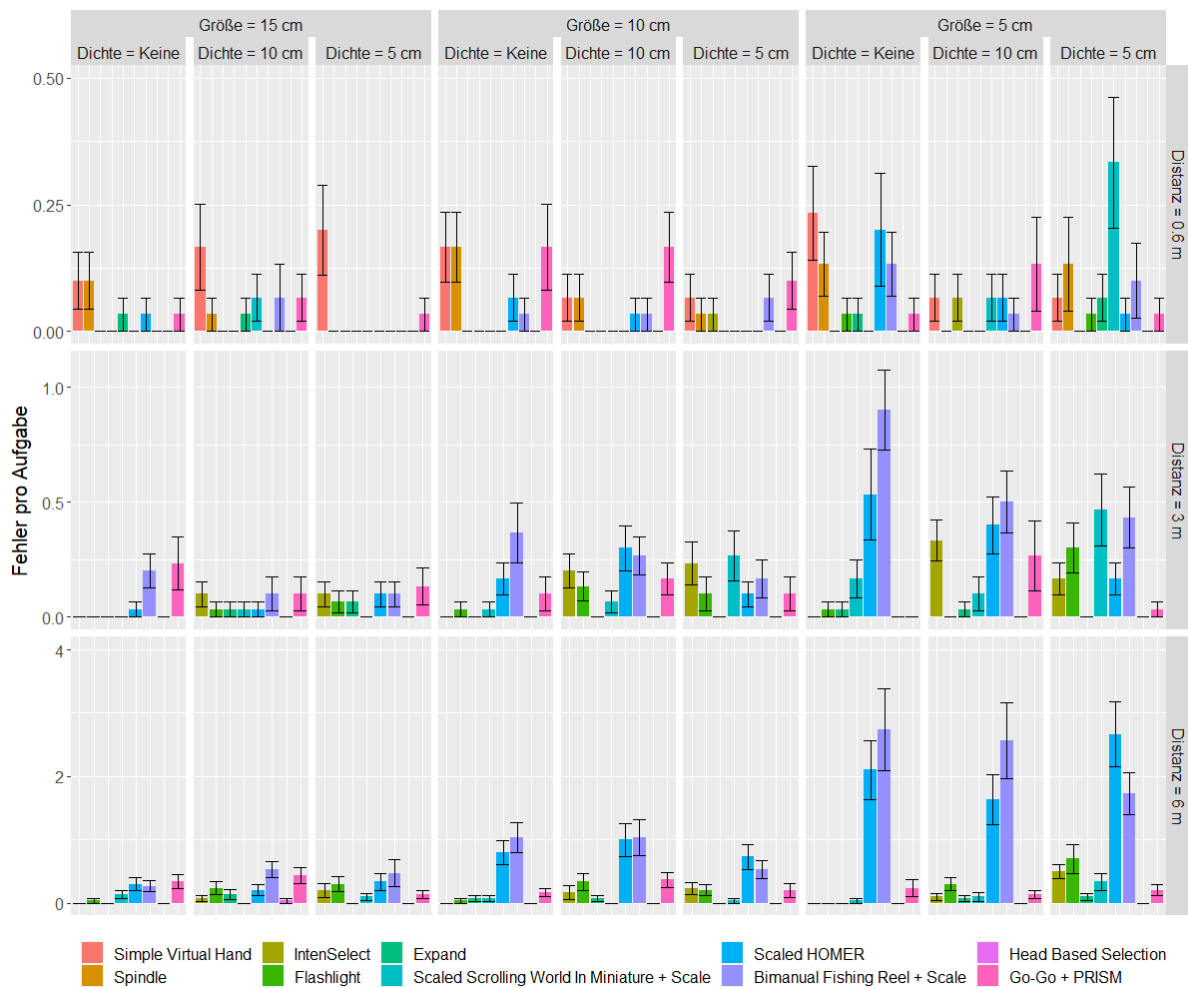 Größe = 15 cm
Größe = 10 cm
Größe = 5 cm
Dichte = Keine
Dichte = 10 cm
Dichte = 5 cm
Dichte = Keine
Dichte = 10 cm
Dichte = 5 cm
Dichte = Keine
Dichte = 10 cm
Dichte = 5 cm
0.50
0.25
0.00
Distanz = 0.6 m
1.0
0.5
0.0
Distanz = 3 m
4
2
0
Distanz = 6 m
Fehler pro Aufgabe
Simple Virtual Hand
Spindle
IntenSelect
Flashlight
Expand
Scaled Scrolling World In Miniature + Scale
Scaled HOMER
Bimanual Fishing Reel + Scale
Head Based Selection
Go-Go + PRISM